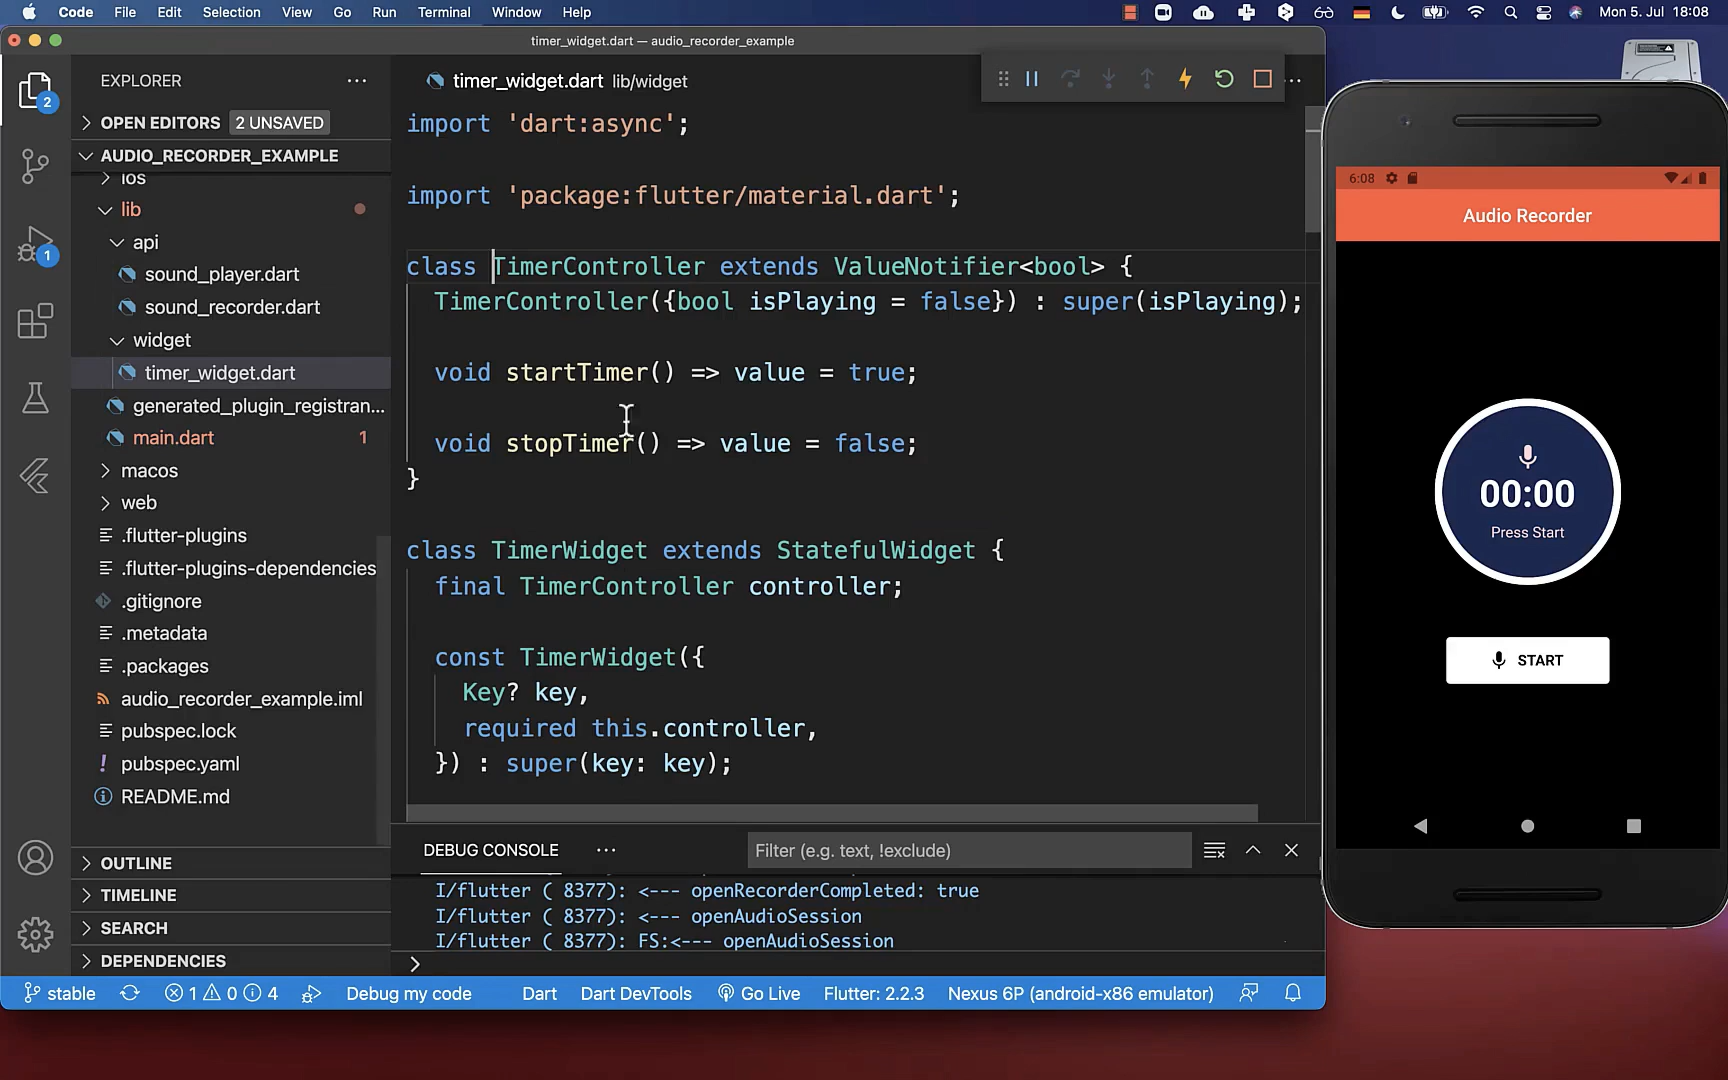 Code File Edit Selection View Go Run Terminal Window Help Mon 5. Jul 18:08
timer_widget.dart — audio_recorder_example
EXPLORER
2
OPEN EDITORS 2 UNSAVED
AUDIO_RECORDER_EXAMPLE
ios
lib
api
sound_player.dart
sound_recorder.dart
widget
timer_widget.dart
generated_plugin_registran...
main.dart 1
macos
web
.flutter-plugins
.flutter-plugins-dependencies
.gitignore
.metadata
.packages
audio_recorder_example.iml
pubspec.lock
! pubspec.yaml
README.md
OUTLINE
TIMELINE
SEARCH
DEPENDENCIES
1
timer_widget.dart lib/widget
import 'dart:async';
import 'package:flutter/material.dart';
class TimerController extends ValueNotifier<bool> {
TimerController({bool isPlaying = false}) : super(isPlaying);
void startTimer() => value = true;
void stopTimer() => value = false;
}
class TimerWidget extends StatefulWidget {
final TimerController controller;
const TimerWidget({
Key? key,
required this.controller,
}) : super(key: key);
DEBUG CONSOLE Filter (e.g. text, !exclude)
I/flutter ( 8377): <--- openRecorderCompleted: true
I/flutter ( 8377): <--- openAudioSession
I/flutter ( 8377): FS:<--- openAudioSession
>
stable 1 0 4 Debug my code Dart Dart DevTools Go Live Flutter: 2.2.3 Nexus 6P (android-x86 emulator)
6:08
Audio Recorder
00:00
Press Start
START